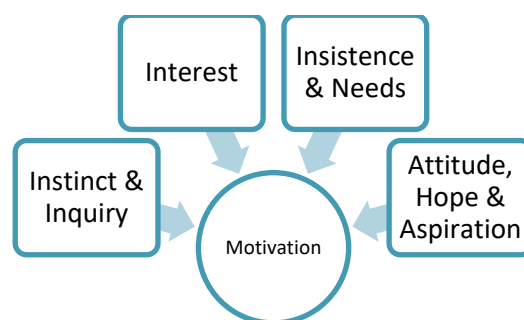 Interest
Insistence
& Needs
Instinct &
Inquiry
Attitude,
Hope &
Aspiration
Motivation